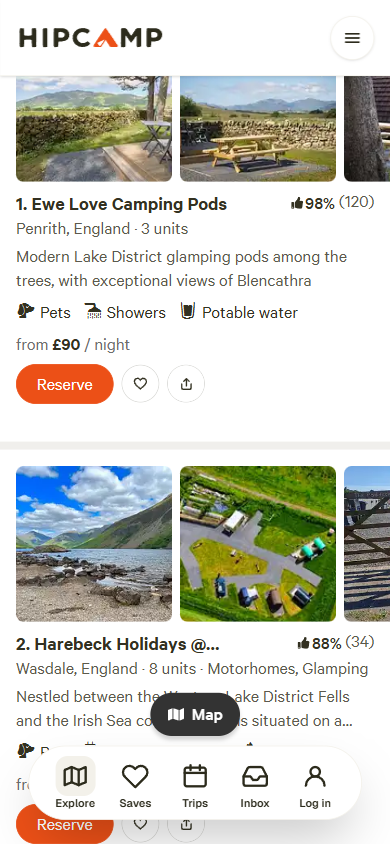 HIPCAMP
1. Ewe Love Camping Pods
98% (120)
Penrith, England · 3 units
Modern Lake District glamping pods among the
trees, with exceptional views of Blencathra
Pets Showers Potable water
from £90 / night
Reserve
2. Harebeck Holidays @...
88% (34)
Wasdale, England · 8 units · Motorhomes, Glamping
Nestled between the Lake District Fells
and the Irish Sea is situated on a...
Map
Explore Saves Trips Inbox Log in
Reserve